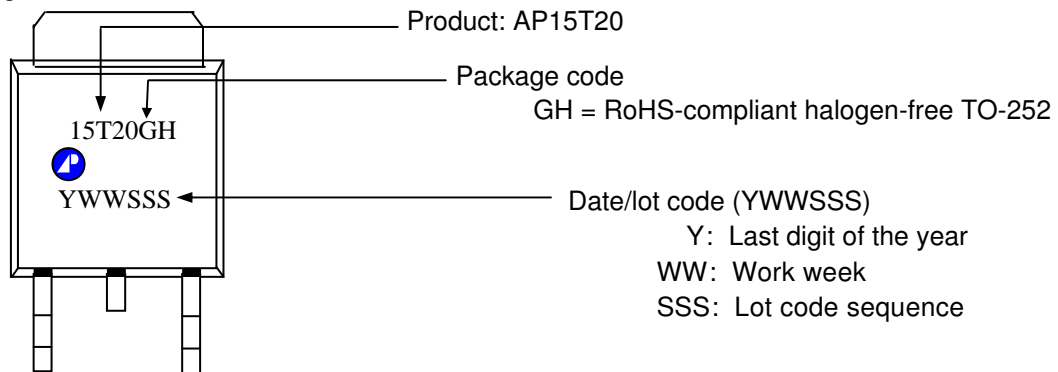 Product: AP15T20
Package code
GH = RoHS-compliant halogen-free TO-252
15T20GH
AP
YWWSSS
Date/lot code (YWWSSS)
Y: Last digit of the year
WW: Work week
SSS: Lot code sequence